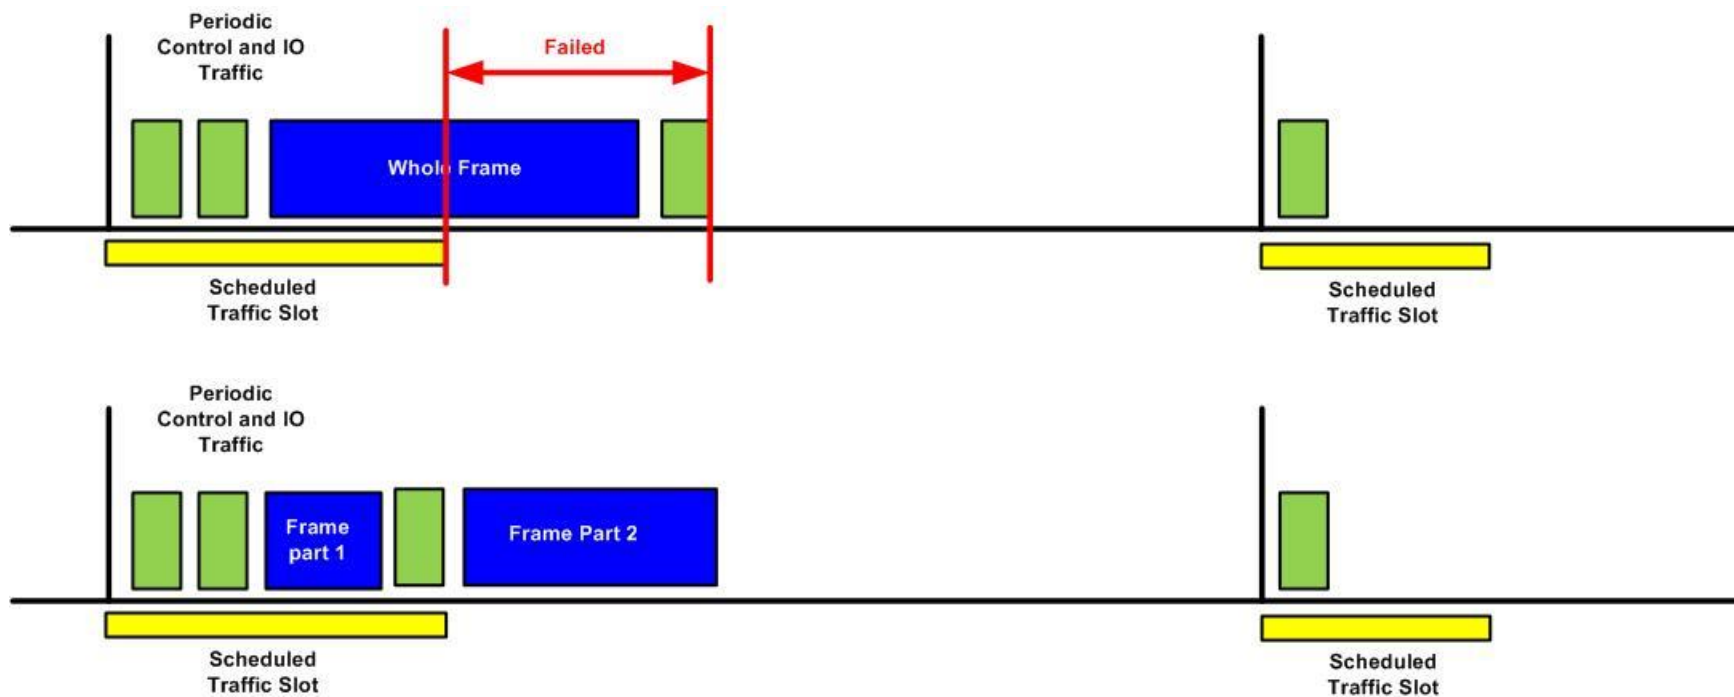 Periodic
Control and IO
Traffic
Failed
Whole Frame
Scheduled
Traffic Slot
Scheduled
Traffic Slot
Periodic
Control and IO
Traffic
Frame
part 1
Frame Part 2
Scheduled
Traffic Slot
Scheduled
Traffic Slot